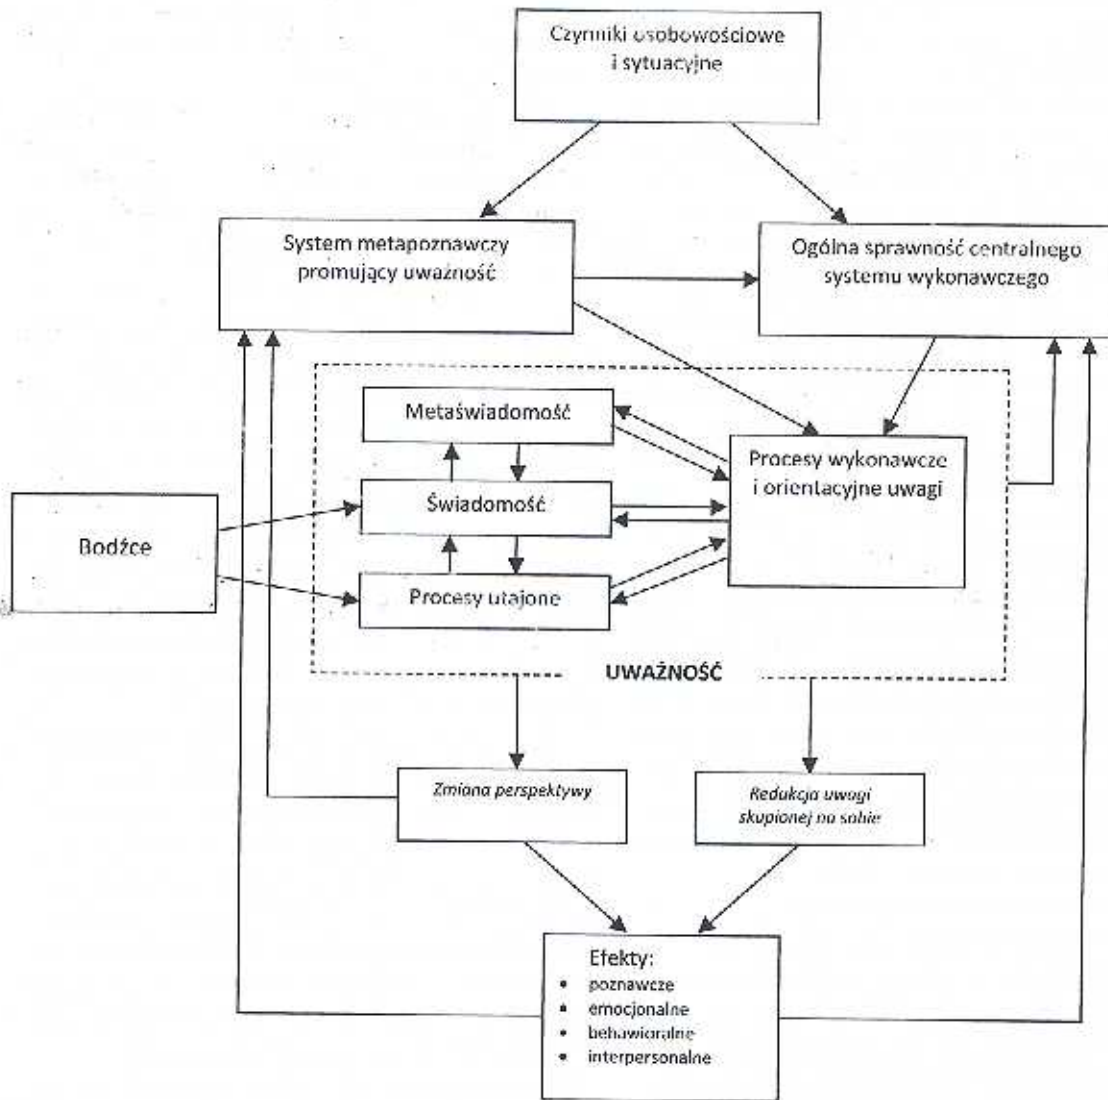 Czynniki osobowościowe
i sytuacyjne
System metapoznawczy
promujący uważność
Ogólna sprawność centralnego
systemu wykonawczego
Metaświadomość
Procesy wykonawcze
i orientacyjne uwagi
Świadomość
Bodźce
Procesy utajone
UWAŻNOŚĆ
Zmiana perspektywy
Redukcja uwagi
skupionej na sobie
Efekty:
• poznawcze
• emocjonalne
• behawioralne
• interpersonalne